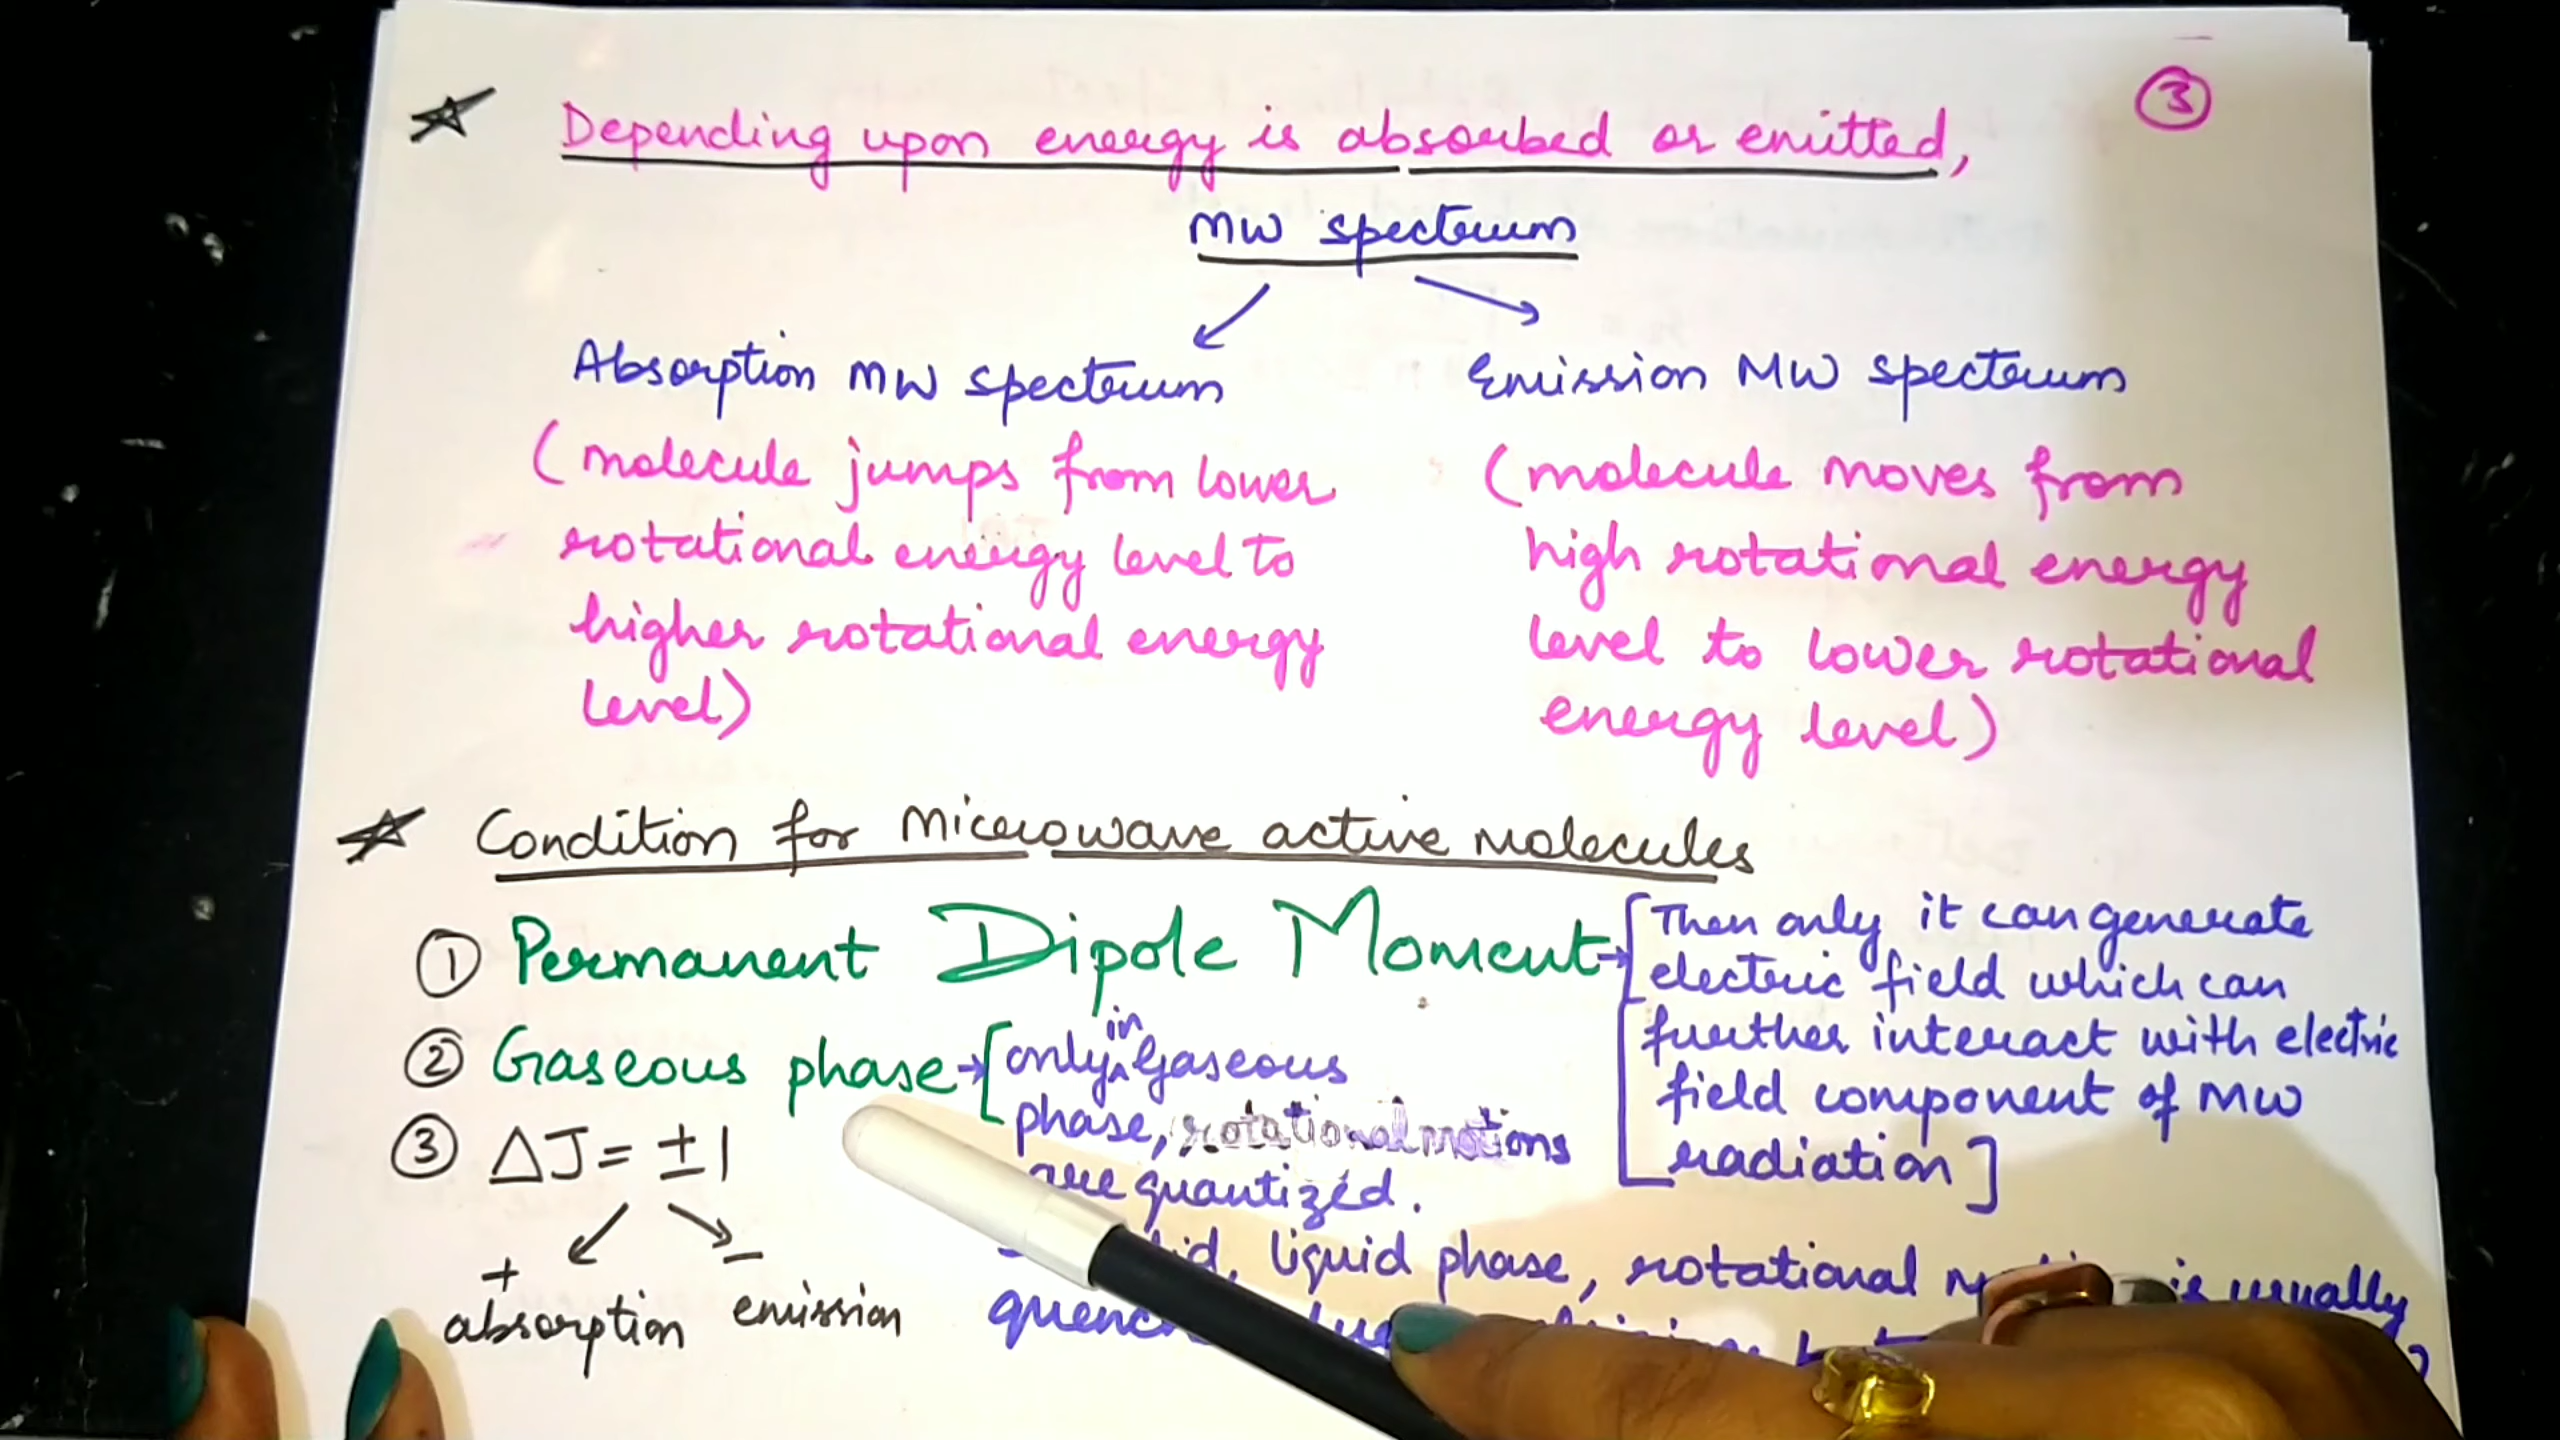 3
Depending upon energy is absorbed or emitted,
MW spectrum
Absorption MW spectrum
(molecule jumps from lower
rotational energy level to
higher rotational energy
level)
Emission MW spectrum
(molecule moves from
high rotational energy
level to lower rotational
energy level)
Condition for Microwave active molecules
① Permanent Dipole Moment → [Then only it can generate
electric field which can
further interact with electric
field component of MW
radiation]
② Gaseous phase → [only in gaseous
phase, rotational motions
are quantized.
liquid phase, rotational is usually
③ ΔJ = ±1
+ −
absorption emission